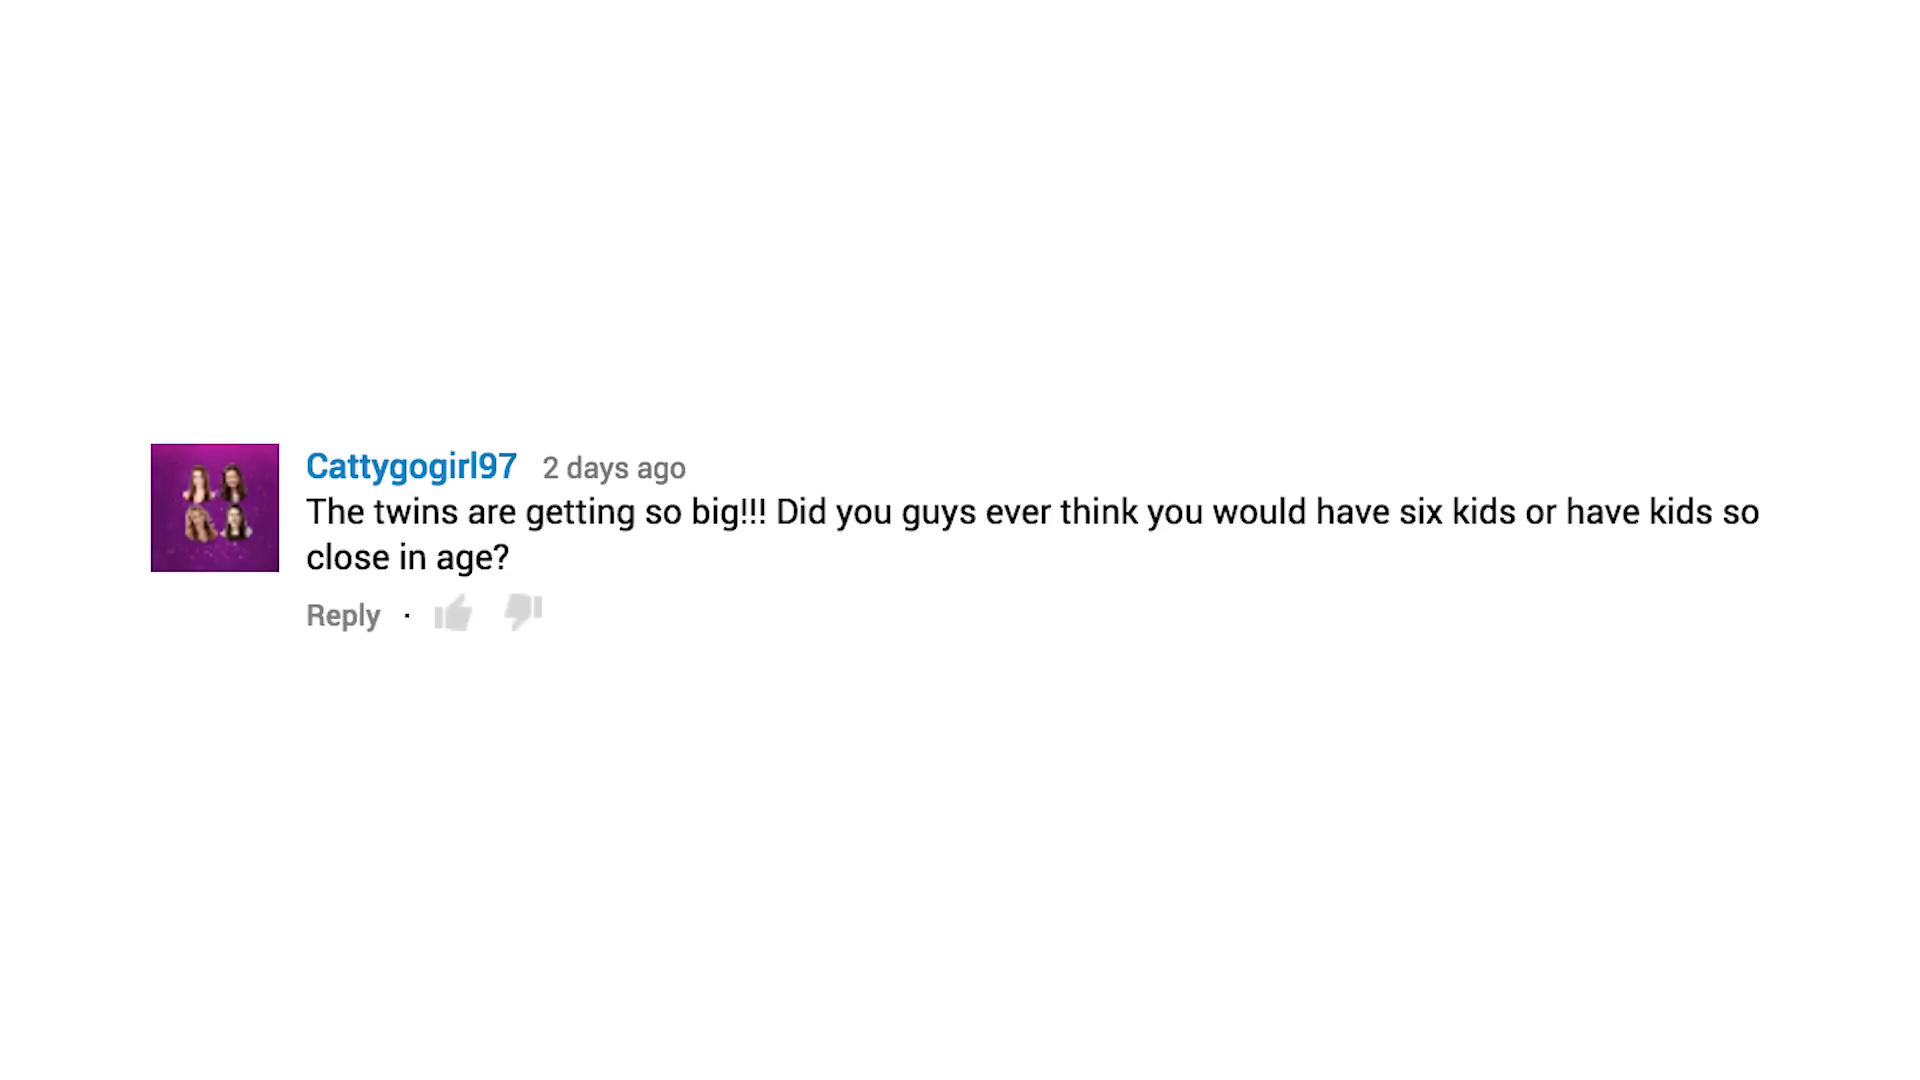 Cattygogirl97 2 days ago
The twins are getting so big!!! Did you guys ever think you would have six kids or have kids so
close in age?
Reply ·